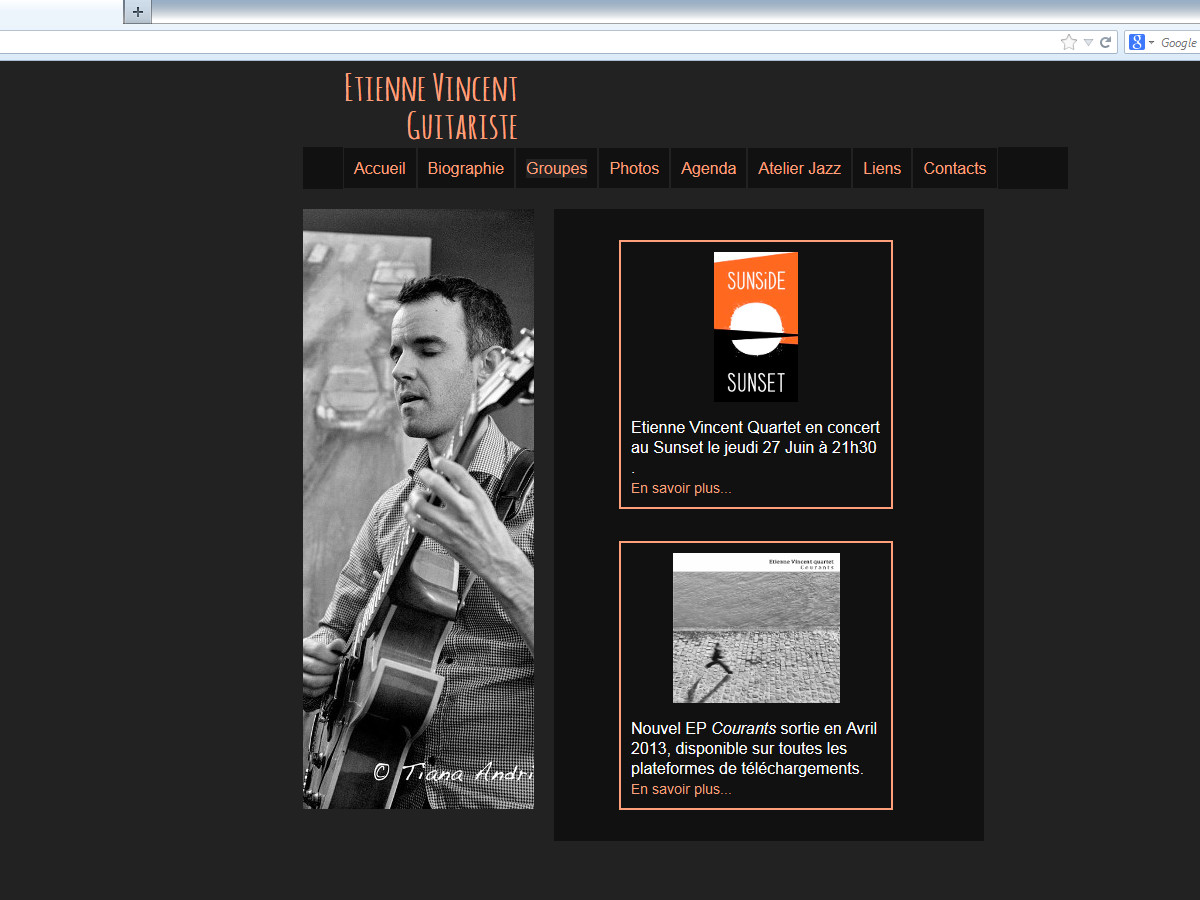 +
Google
Etienne Vincent
Guitariste
Accueil Biographie Groupes Photos Agenda Atelier Jazz Liens Contacts
SUNSiDE
SUNSET
Etienne Vincent Quartet en concert
au Sunset le jeudi 27 Juin à 21h30
.
En savoir plus...
Etienne Vincent quartet
Courants
Nouvel EP Courants sortie en Avril
2013, disponible sur toutes les
plateformes de téléchargements.
En savoir plus...
© Tiana Andri